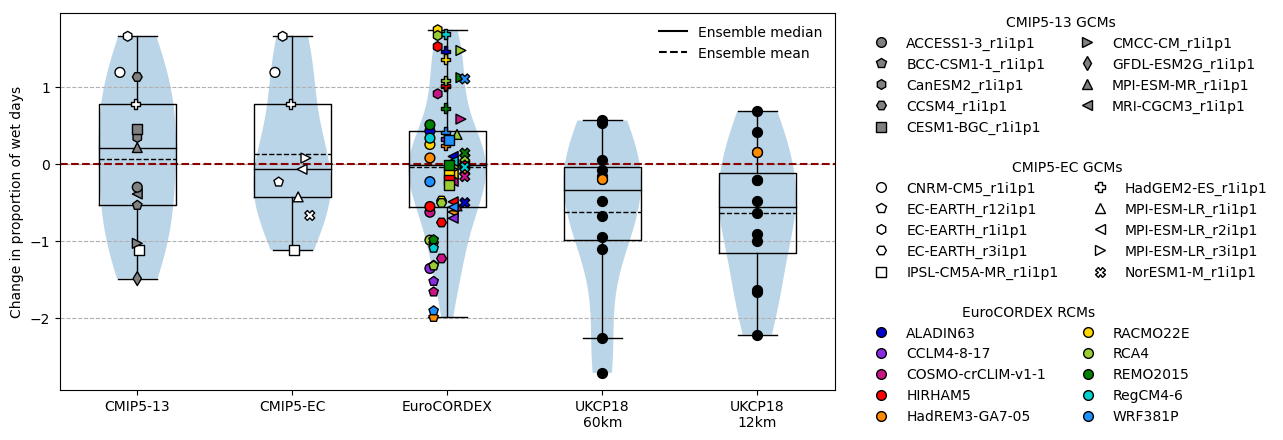 Change in proportion of wet days
1
0
−1
−2
Ensemble median
Ensemble mean
CMIP5-13
CMIP5-EC
EuroCORDEX
UKCP18
60km
UKCP18
12km
CMIP5-13 GCMs
ACCESS1-3_r1i1p1
BCC-CSM1-1_r1i1p1
CanESM2_r1i1p1
CCSM4_r1i1p1
CESM1-BGC_r1i1p1
CMCC-CM_r1i1p1
GFDL-ESM2G_r1i1p1
MPI-ESM-MR_r1i1p1
MRI-CGCM3_r1i1p1
CMIP5-EC GCMs
CNRM-CM5_r1i1p1
EC-EARTH_r12i1p1
EC-EARTH_r1i1p1
EC-EARTH_r3i1p1
IPSL-CM5A-MR_r1i1p1
HadGEM2-ES_r1i1p1
MPI-ESM-LR_r1i1p1
MPI-ESM-LR_r2i1p1
MPI-ESM-LR_r3i1p1
NorESM1-M_r1i1p1
EuroCORDEX RCMs
ALADIN63
CCLM4-8-17
COSMO-crCLIM-v1-1
HIRHAM5
HadREM3-GA7-05
RACMO22E
RCA4
REMO2015
RegCM4-6
WRF381P